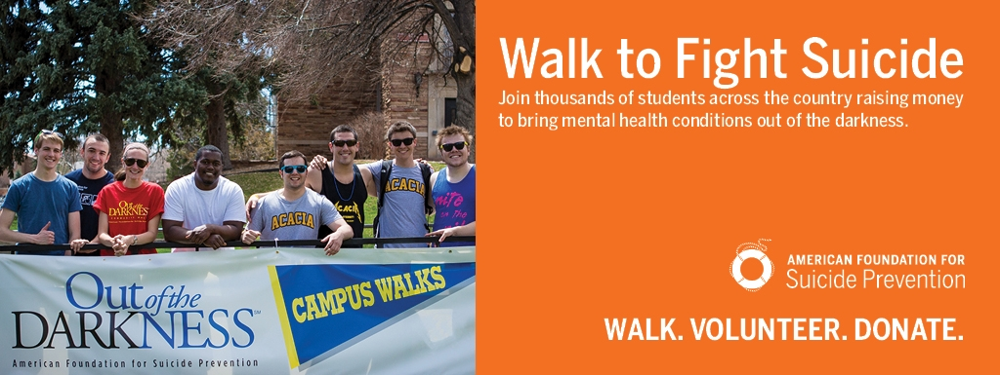 Walk to Fight Suicide
Join thousands of students across the country raising money
to bring mental health conditions out of the darkness.
AMERICAN FOUNDATION FOR
Suicide Prevention
WALK. VOLUNTEER. DONATE.
Out of the
DARKNESS
ACACIA
ACACIA
ACACIA
Out of the
DARKNESS℠
American Foundation for Suicide Prevention
CAMPUS WALKS